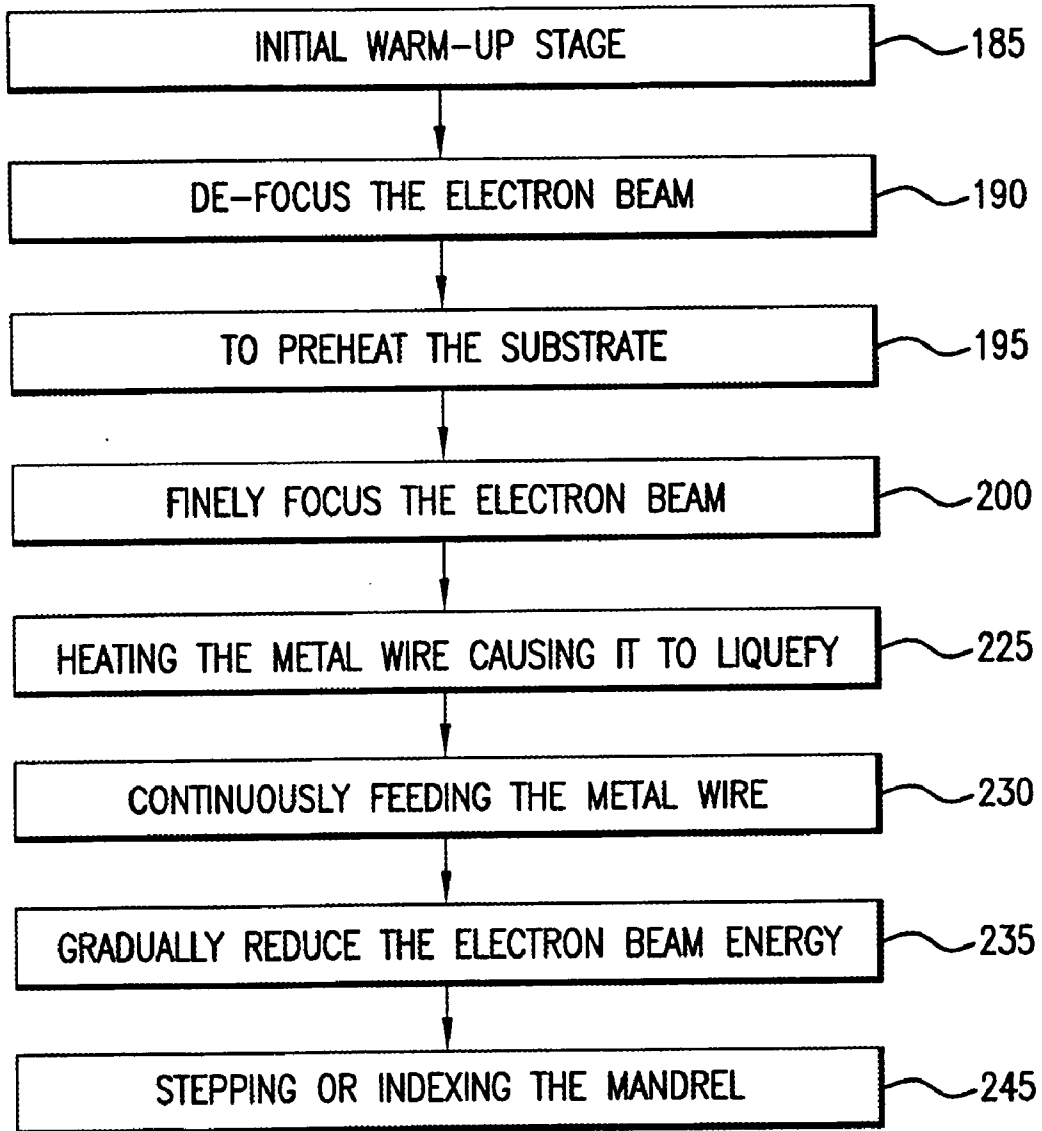 INITIAL WARM-UP STAGE 185
DE-FOCUS THE ELECTRON BEAM 190
TO PREHEAT THE SUBSTRATE 195
FINELY FOCUS THE ELECTRON BEAM 200
HEATING THE METAL WIRE CAUSING IT TO LIQUEFY 225
CONTINUOUSLY FEEDING THE METAL WIRE 230
GRADUALLY REDUCE THE ELECTRON BEAM ENERGY 235
STEPPING OR INDEXING THE MANDREL 245